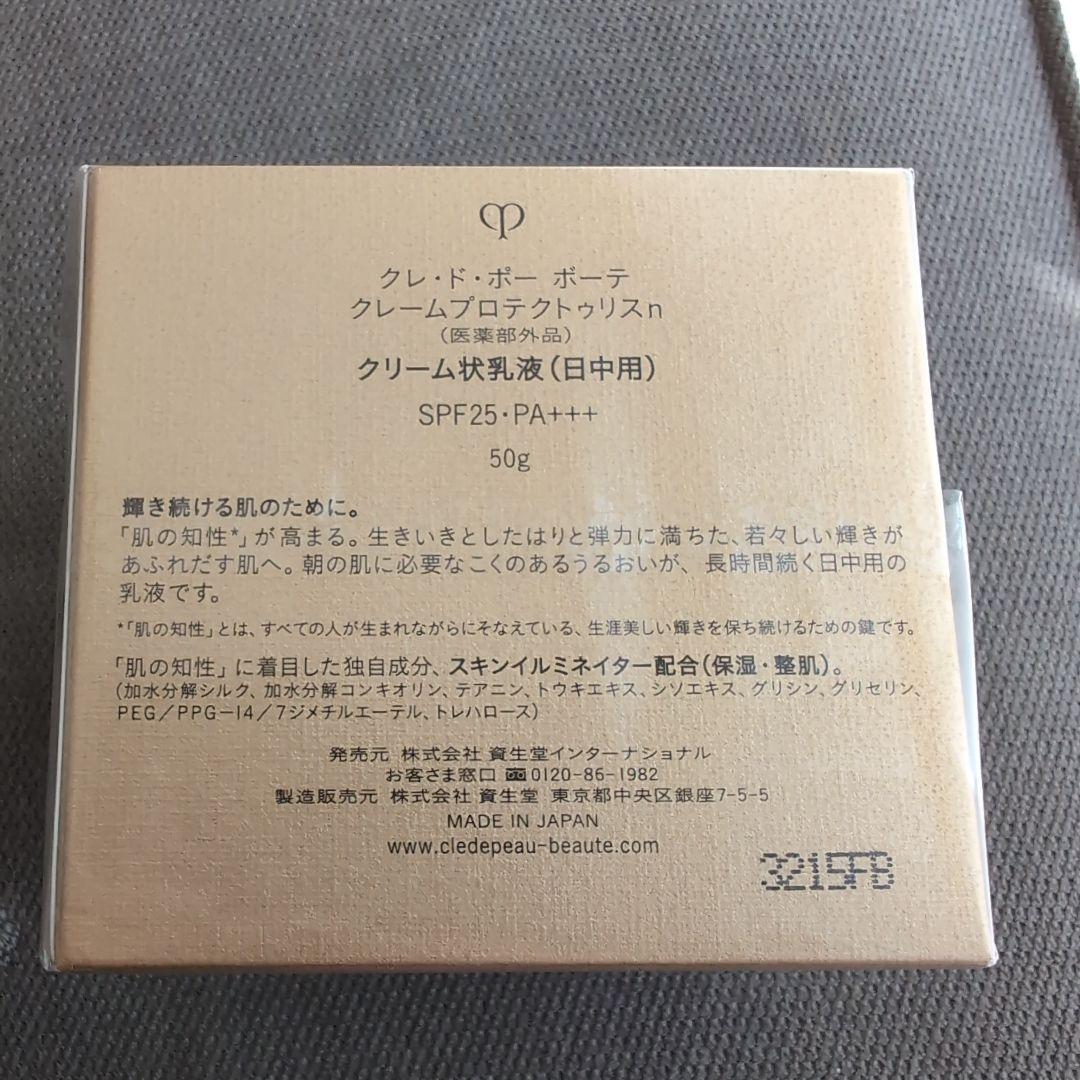 クレ・ド・ポー ボーテ
クレームプロテクトゥリスn
（医薬部外品）
クリーム状乳液（日中用）
SPF25・PA+++
50g
輝き続ける肌のために。
「肌の知性*」が高まる。生きいきとしたはりと弾力に満ちた、若々しい輝きが
あふれだす肌へ。朝の肌に必要なこくのあるうるおいが、長時間続く日中用の
乳液です。
*「肌の知性」とは、すべての人が生まれながらにそなえている、生涯美しい輝きを保ち続けるための鍵です。
「肌の知性」に着目した独自成分、スキンイルミネイター配合（保湿・整肌）。
（加水分解シルク、加水分解コンキオリン、テアニン、トウキエキス、シソエキス、グリシン、グリセリン、
PEG／PPG－14／7ジメチルエーテル、トレハロース）
発売元 株式会社 資生堂インターナショナル
お客さま窓口 0120-86-1982
製造販売元 株式会社 資生堂 東京都中央区銀座7-5-5
MADE IN JAPAN
www.cledepeau-beaute.com
3215FB